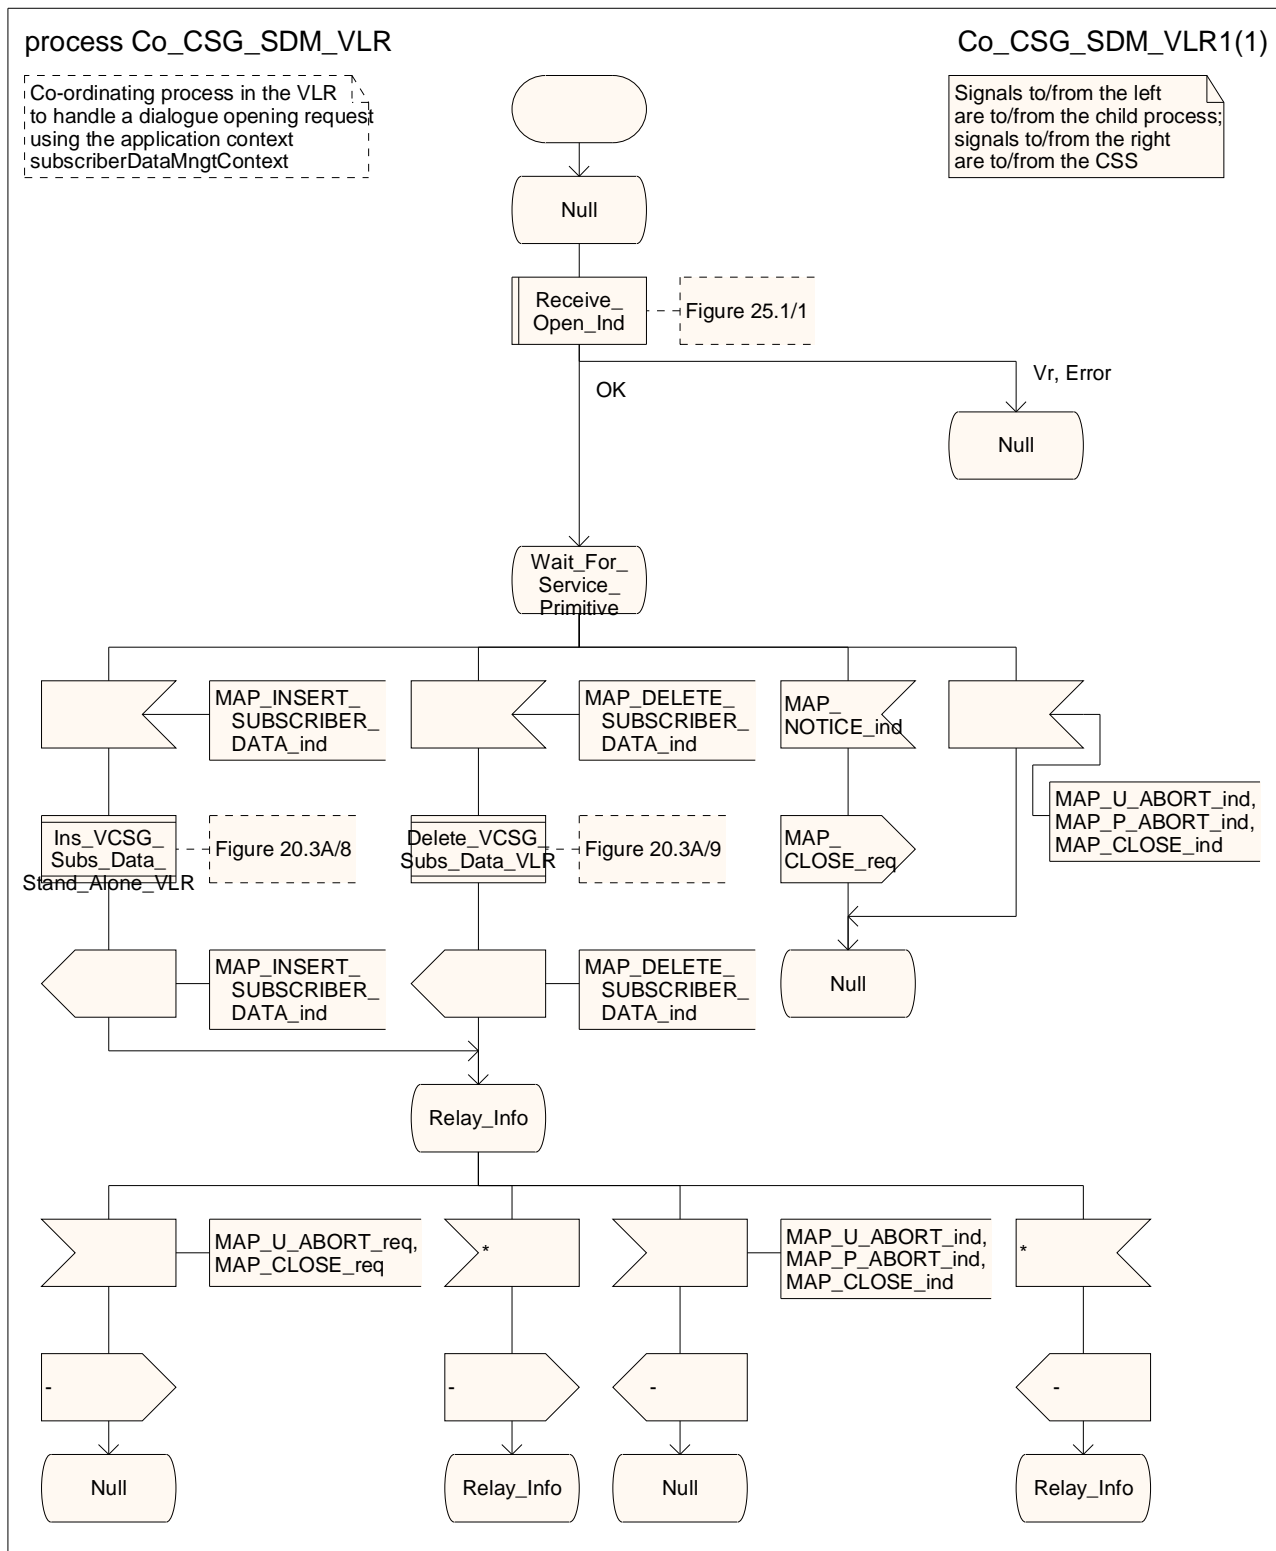 process Co_CSG_SDM_VLR
Co_CSG_SDM_VLR1(1)
Co-ordinating process in the VLR
to handle a dialogue opening request
using the application context
subscriberDataMngtContext
Signals to/from the left
are to/from the child process;
signals to/from the right
are to/from the CSS
Null
Receive_
Open_Ind
Figure 25.1/1
OK
Vr, Error
Null
Wait_For_
Service_
Primitive
MAP_INSERT_
SUBSCRIBER_
DATA_ind
MAP_DELETE_
SUBSCRIBER_
DATA_ind
MAP_
NOTICE_ind
MAP_U_ABORT_ind,
MAP_P_ABORT_ind,
MAP_CLOSE_ind
Ins_VCSG_
Subs_Data_
Stand_Alone_VLR
Figure 20.3A/8
Delete_VCSG_
Subs_Data_VLR
Figure 20.3A/9
MAP_
CLOSE_req
MAP_INSERT_
SUBSCRIBER_
DATA_ind
MAP_DELETE_
SUBSCRIBER_
DATA_ind
Null
Relay_Info
MAP_U_ABORT_req,
MAP_CLOSE_req
*
MAP_U_ABORT_ind,
MAP_P_ABORT_ind,
MAP_CLOSE_ind
*
-
-
-
-
Null
Relay_Info
Null
Relay_Info